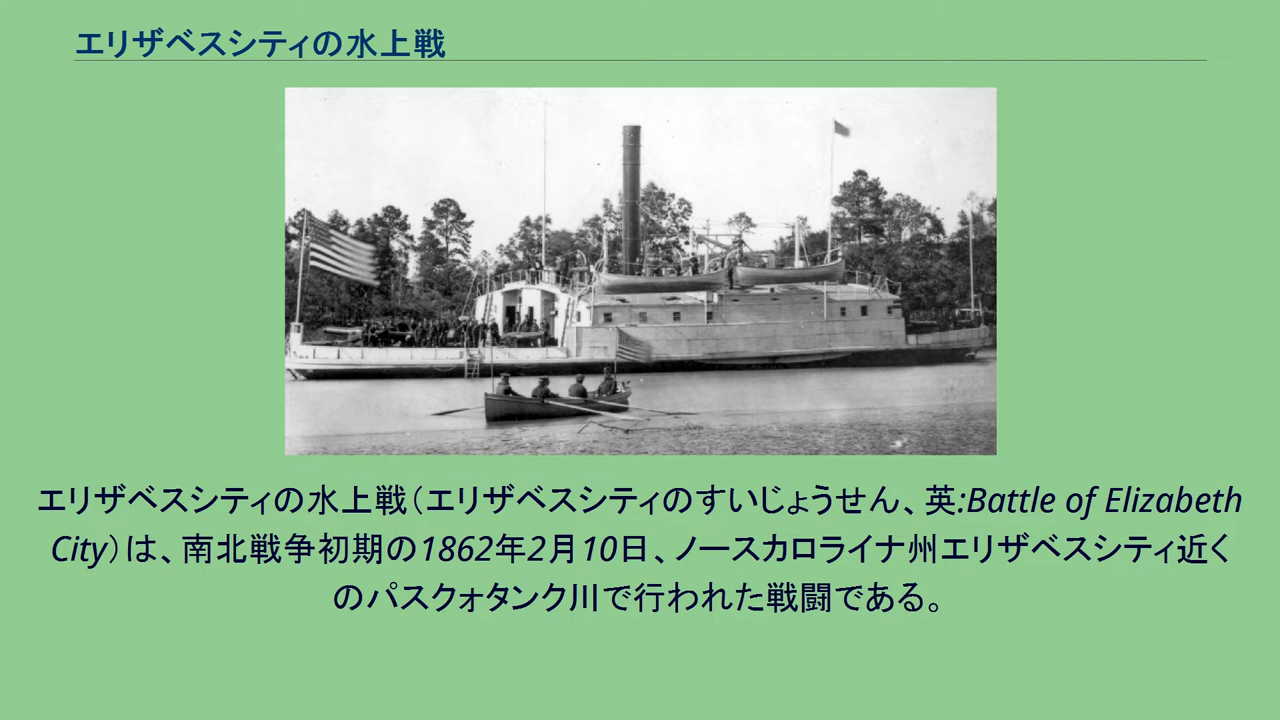 エリザベスシティの水上戦
エリザベスシティの水上戦（エリザベスシティのすいじょうせん、英:Battle of Elizabeth
City）は、南北戦争初期の1862年2月10日、ノースカロライナ州エリザベスシティ近く
のパスクォタンク川で行われた戦闘である。